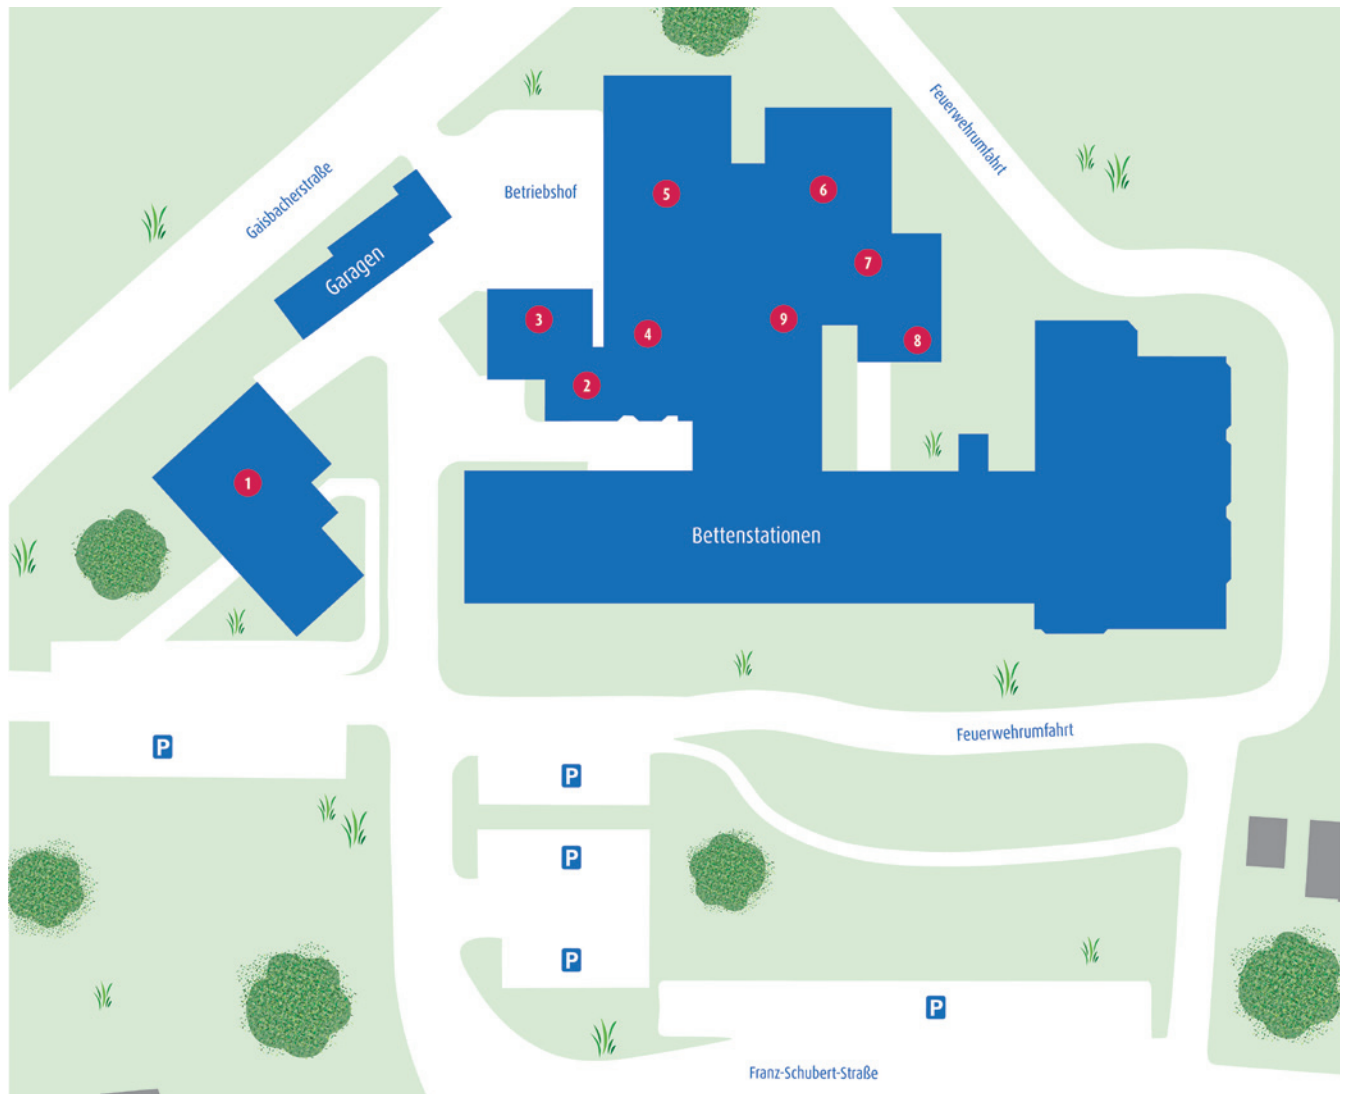 Feuerwehrumfahrt
Gaisbacherstraße
Betriebshof
5
6
Garagen
7
3
4
9
8
2
1
Bettenstationen
Feuerwehrumfahrt
P
P
P
P
P
Franz-Schubert-Straße